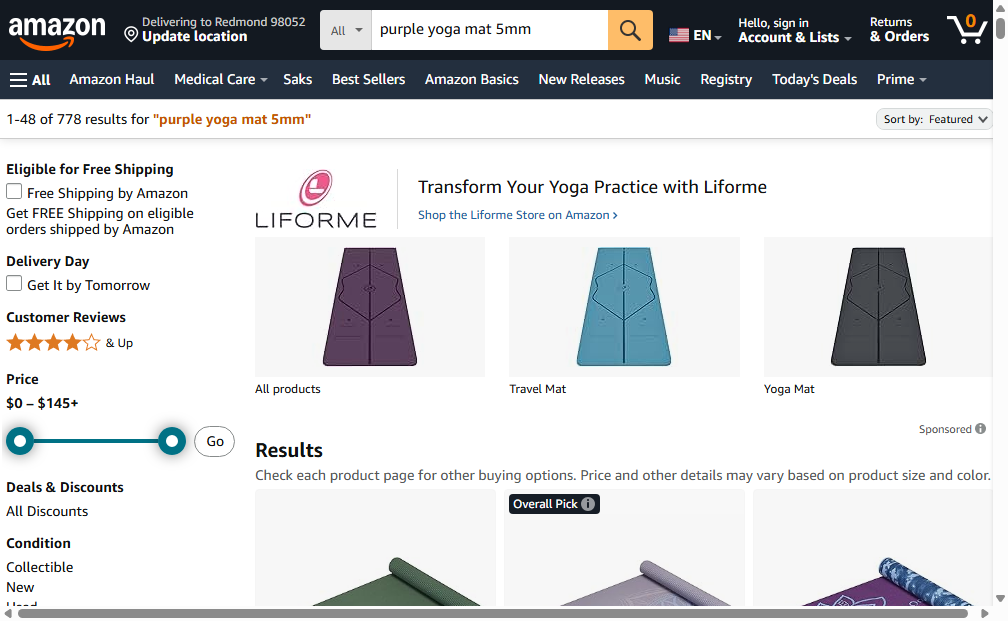 amazon
Delivering to Redmond 98052
Update location
All
purple yoga mat 5mm
EN
Hello, sign in
Account & Lists
Returns
& Orders
0
All
Amazon Haul
Medical Care
Saks
Best Sellers
Amazon Basics
New Releases
Music
Registry
Today's Deals
Prime
1-48 of 778 results for "purple yoga mat 5mm"
Sort by: Featured
Eligible for Free Shipping
Free Shipping by Amazon
Get FREE Shipping on eligible
orders shipped by Amazon
Delivery Day
Get It by Tomorrow
Customer Reviews
& Up
Price
$0 – $145+
Go
Deals & Discounts
All Discounts
Condition
Collectible
New
Used
LIFORME
Transform Your Yoga Practice with Liforme
Shop the Liforme Store on Amazon ›
All products
Travel Mat
Yoga Mat
Sponsored
Results
Check each product page for other buying options. Price and other details may vary based on product size and color.
Overall Pick